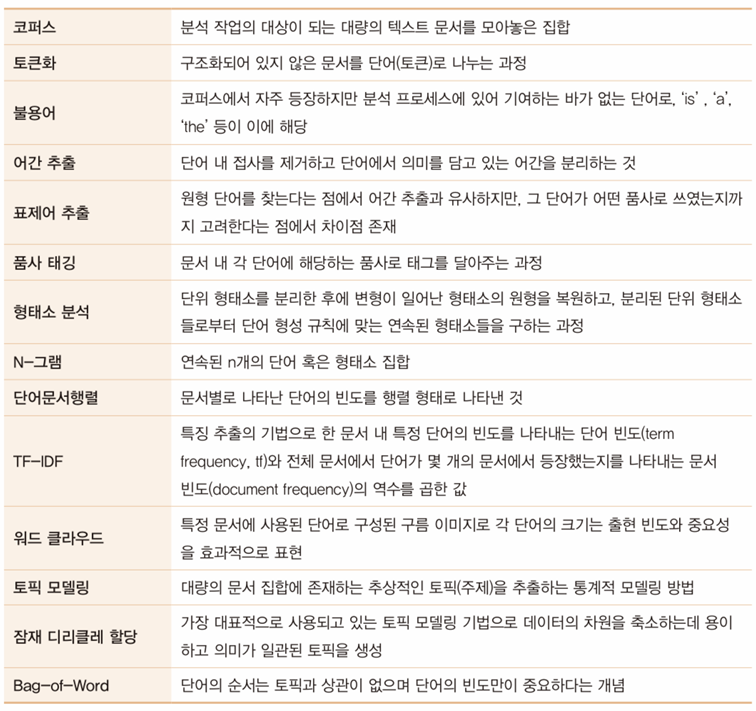 코퍼스
분석 작업의 대상이 되는 대량의 텍스트 문서를 모아놓은 집합
토큰화
구조화되어 있지 않은 문서를 단어(토큰)로 나누는 과정
불용어
코퍼스에서 자주 등장하지만 분석 프로세스에 있어 기여하는 바가 없는 단어로, ‘is’ , ‘a’,
‘the’ 등이 이에 해당
어간 추출
단어 내 접사를 제거하고 단어에서 의미를 담고 있는 어간을 분리하는 것
표제어 추출
원형 단어를 찾는다는 점에서 어간 추출과 유사하지만, 그 단어가 어떤 품사로 쓰였는지까
지 고려한다는 점에서 차이점 존재
품사 태깅
문서 내 각 단어에 해당하는 품사로 태그를 달아주는 과정
형태소 분석
단위 형태소를 분리한 후에 변형이 일어난 형태소의 원형을 복원하고, 분리된 단위 형태소
들로부터 단어 형성 규칙에 맞는 연속된 형태소들을 구하는 과정
N-그램
연속된 n개의 단어 혹은 형태소 집합
단어문서행렬
문서별로 나타난 단어의 빈도를 행렬 형태로 나타낸 것
TF-IDF
특징 추출의 기법으로 한 문서 내 특정 단어의 빈도를 나타내는 단어 빈도(term
frequency, tf)와 전체 문서에서 단어가 몇 개의 문서에서 등장했는지를 나타내는 문서
빈도(document frequency)의 역수를 곱한 값
워드 클라우드
특정 문서에 사용된 단어로 구성된 구름 이미지로 각 단어의 크기는 출현 빈도와 중요성
을 효과적으로 표현
토픽 모델링
대량의 문서 집합에 존재하는 추상적인 토픽(주제)을 추출하는 통계적 모델링 방법
잠재 디리클레 할당
가장 대표적으로 사용되고 있는 토픽 모델링 기법으로 데이터의 차원을 축소하는데 용이
하고 의미가 일관된 토픽을 생성
Bag-of-Word
단어의 순서는 토픽과 상관이 없으며 단어의 빈도만이 중요하다는 개념